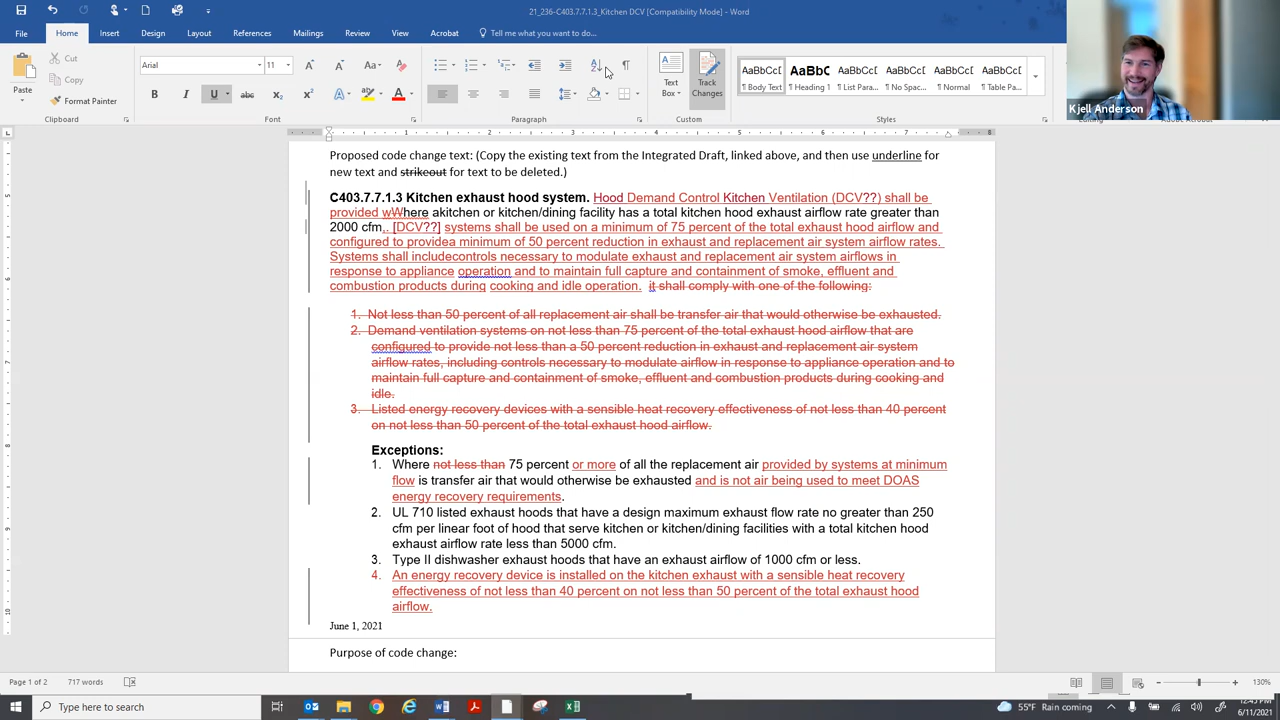 21_236-C403.7.7.1.3_Kitchen DCV [Compatibility Mode] - Word
File Home Insert Design Layout References Mailings Review View Acrobat Tell me what you want to do...
Paste
Cut
Copy
Format Painter
Arial 11
Text Box
Track Changes
AaBbCcI AaBbC AaBbCcI AaBbCcI AaBbCcI AaBbCcI
¶ Body Text ¶ Heading 1 ¶ List Para... ¶ No Spac... ¶ Normal ¶ Table Pa...
Clipboard Font Paragraph Custom Styles
Kjell Anderson
Proposed code change text: (Copy the existing text from the Integrated Draft, linked above, and then use underline for
new text and strikeout for text to be deleted.)
C403.7.7.1.3 Kitchen exhaust hood system. Hood Demand Control Kitchen Ventilation (DCV??) shall be
provided wWhere akitchen or kitchen/dining facility has a total kitchen hood exhaust airflow rate greater than
2000 cfm,. [DCV??] systems shall be used on a minimum of 75 percent of the total exhaust hood airflow and
configured to providea minimum of 50 percent reduction in exhaust and replacement air system airflow rates.
Systems shall includecontrols necessary to modulate exhaust and replacement air system airflows in
response to appliance operation and to maintain full capture and containment of smoke, effluent and
combustion products during cooking and idle operation. it shall comply with one of the following:
1. Not less than 50 percent of all replacement air shall be transfer air that would otherwise be exhausted.
2. Demand ventilation systems on not less than 75 percent of the total exhaust hood airflow that are
configured to provide not less than a 50 percent reduction in exhaust and replacement air system
airflow rates, including controls necessary to modulate airflow in response to appliance operation and to
maintain full capture and containment of smoke, effluent and combustion products during cooking and
idle.
3. Listed energy recovery devices with a sensible heat recovery effectiveness of not less than 40 percent
on not less than 50 percent of the total exhaust hood airflow.
Exceptions:
1. Where not less than 75 percent or more of all the replacement air provided by systems at minimum
flow is transfer air that would otherwise be exhausted and is not air being used to meet DOAS
energy recovery requirements.
2. UL 710 listed exhaust hoods that have a design maximum exhaust flow rate no greater than 250
cfm per linear foot of hood that serve kitchen or kitchen/dining facilities with a total kitchen hood
exhaust airflow rate less than 5000 cfm.
3. Type II dishwasher exhaust hoods that have an exhaust airflow of 1000 cfm or less.
4. An energy recovery device is installed on the kitchen exhaust with a sensible heat recovery
effectiveness of not less than 40 percent on not less than 50 percent of the total exhaust hood
airflow.
June 1, 2021
Purpose of code change:
Page 1 of 2 717 words 130%
Type here to search
55°F Rain coming
6/11/2021